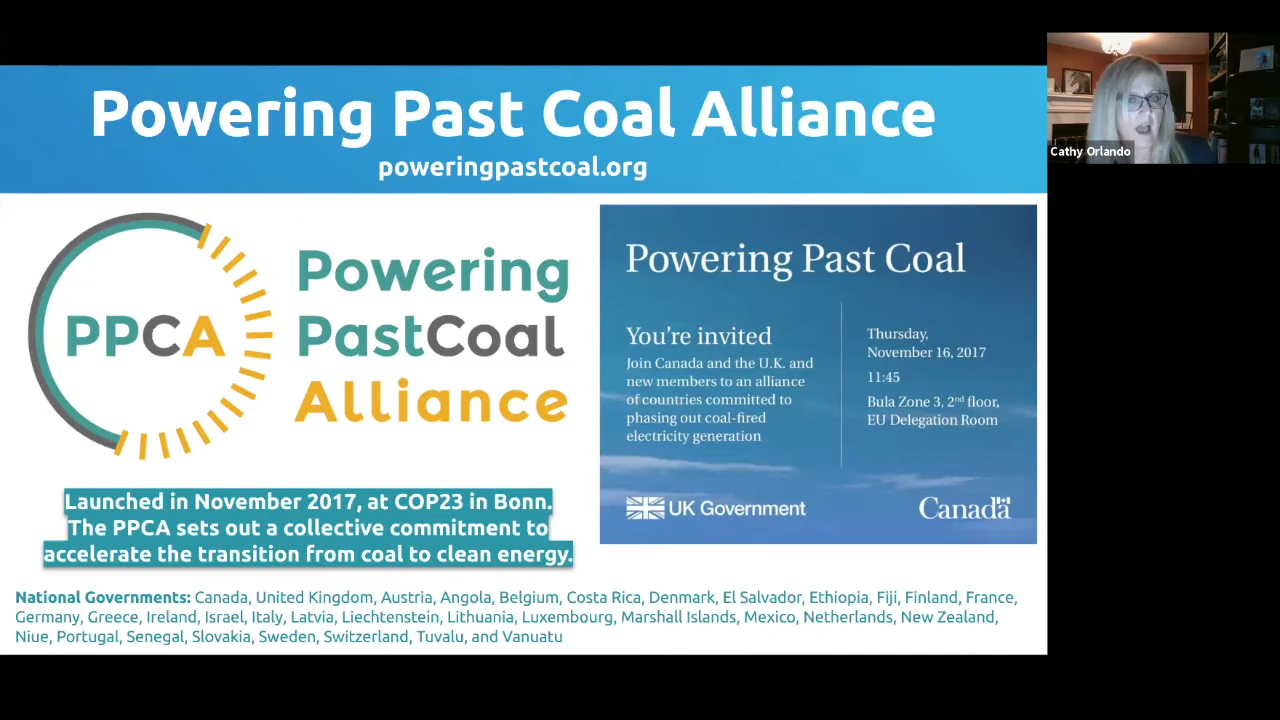 Powering Past Coal Alliance
poweringpastcoal.org
Cathy Orlando
PPCA
Powering
PastCoal
Alliance
Powering Past Coal
You're invited
Join Canada and the U.K. and
new members to an alliance
of countries committed to
phasing out coal-fired
electricity generation
Thursday,
November 16, 2017
11:45
Bula Zone 3, 2nd floor,
EU Delegation Room
UK Government
Canada
Launched in November 2017, at COP23 in Bonn.
The PPCA sets out a collective commitment to
accelerate the transition from coal to clean energy.
National Governments: Canada, United Kingdom, Austria, Angola, Belgium, Costa Rica, Denmark, El Salvador, Ethiopia, Fiji, Finland, France,
Germany, Greece, Ireland, Israel, Italy, Latvia, Liechtenstein, Lithuania, Luxembourg, Marshall Islands, Mexico, Netherlands, New Zealand,
Niue, Portugal, Senegal, Slovakia, Sweden, Switzerland, Tuvalu, and Vanuatu